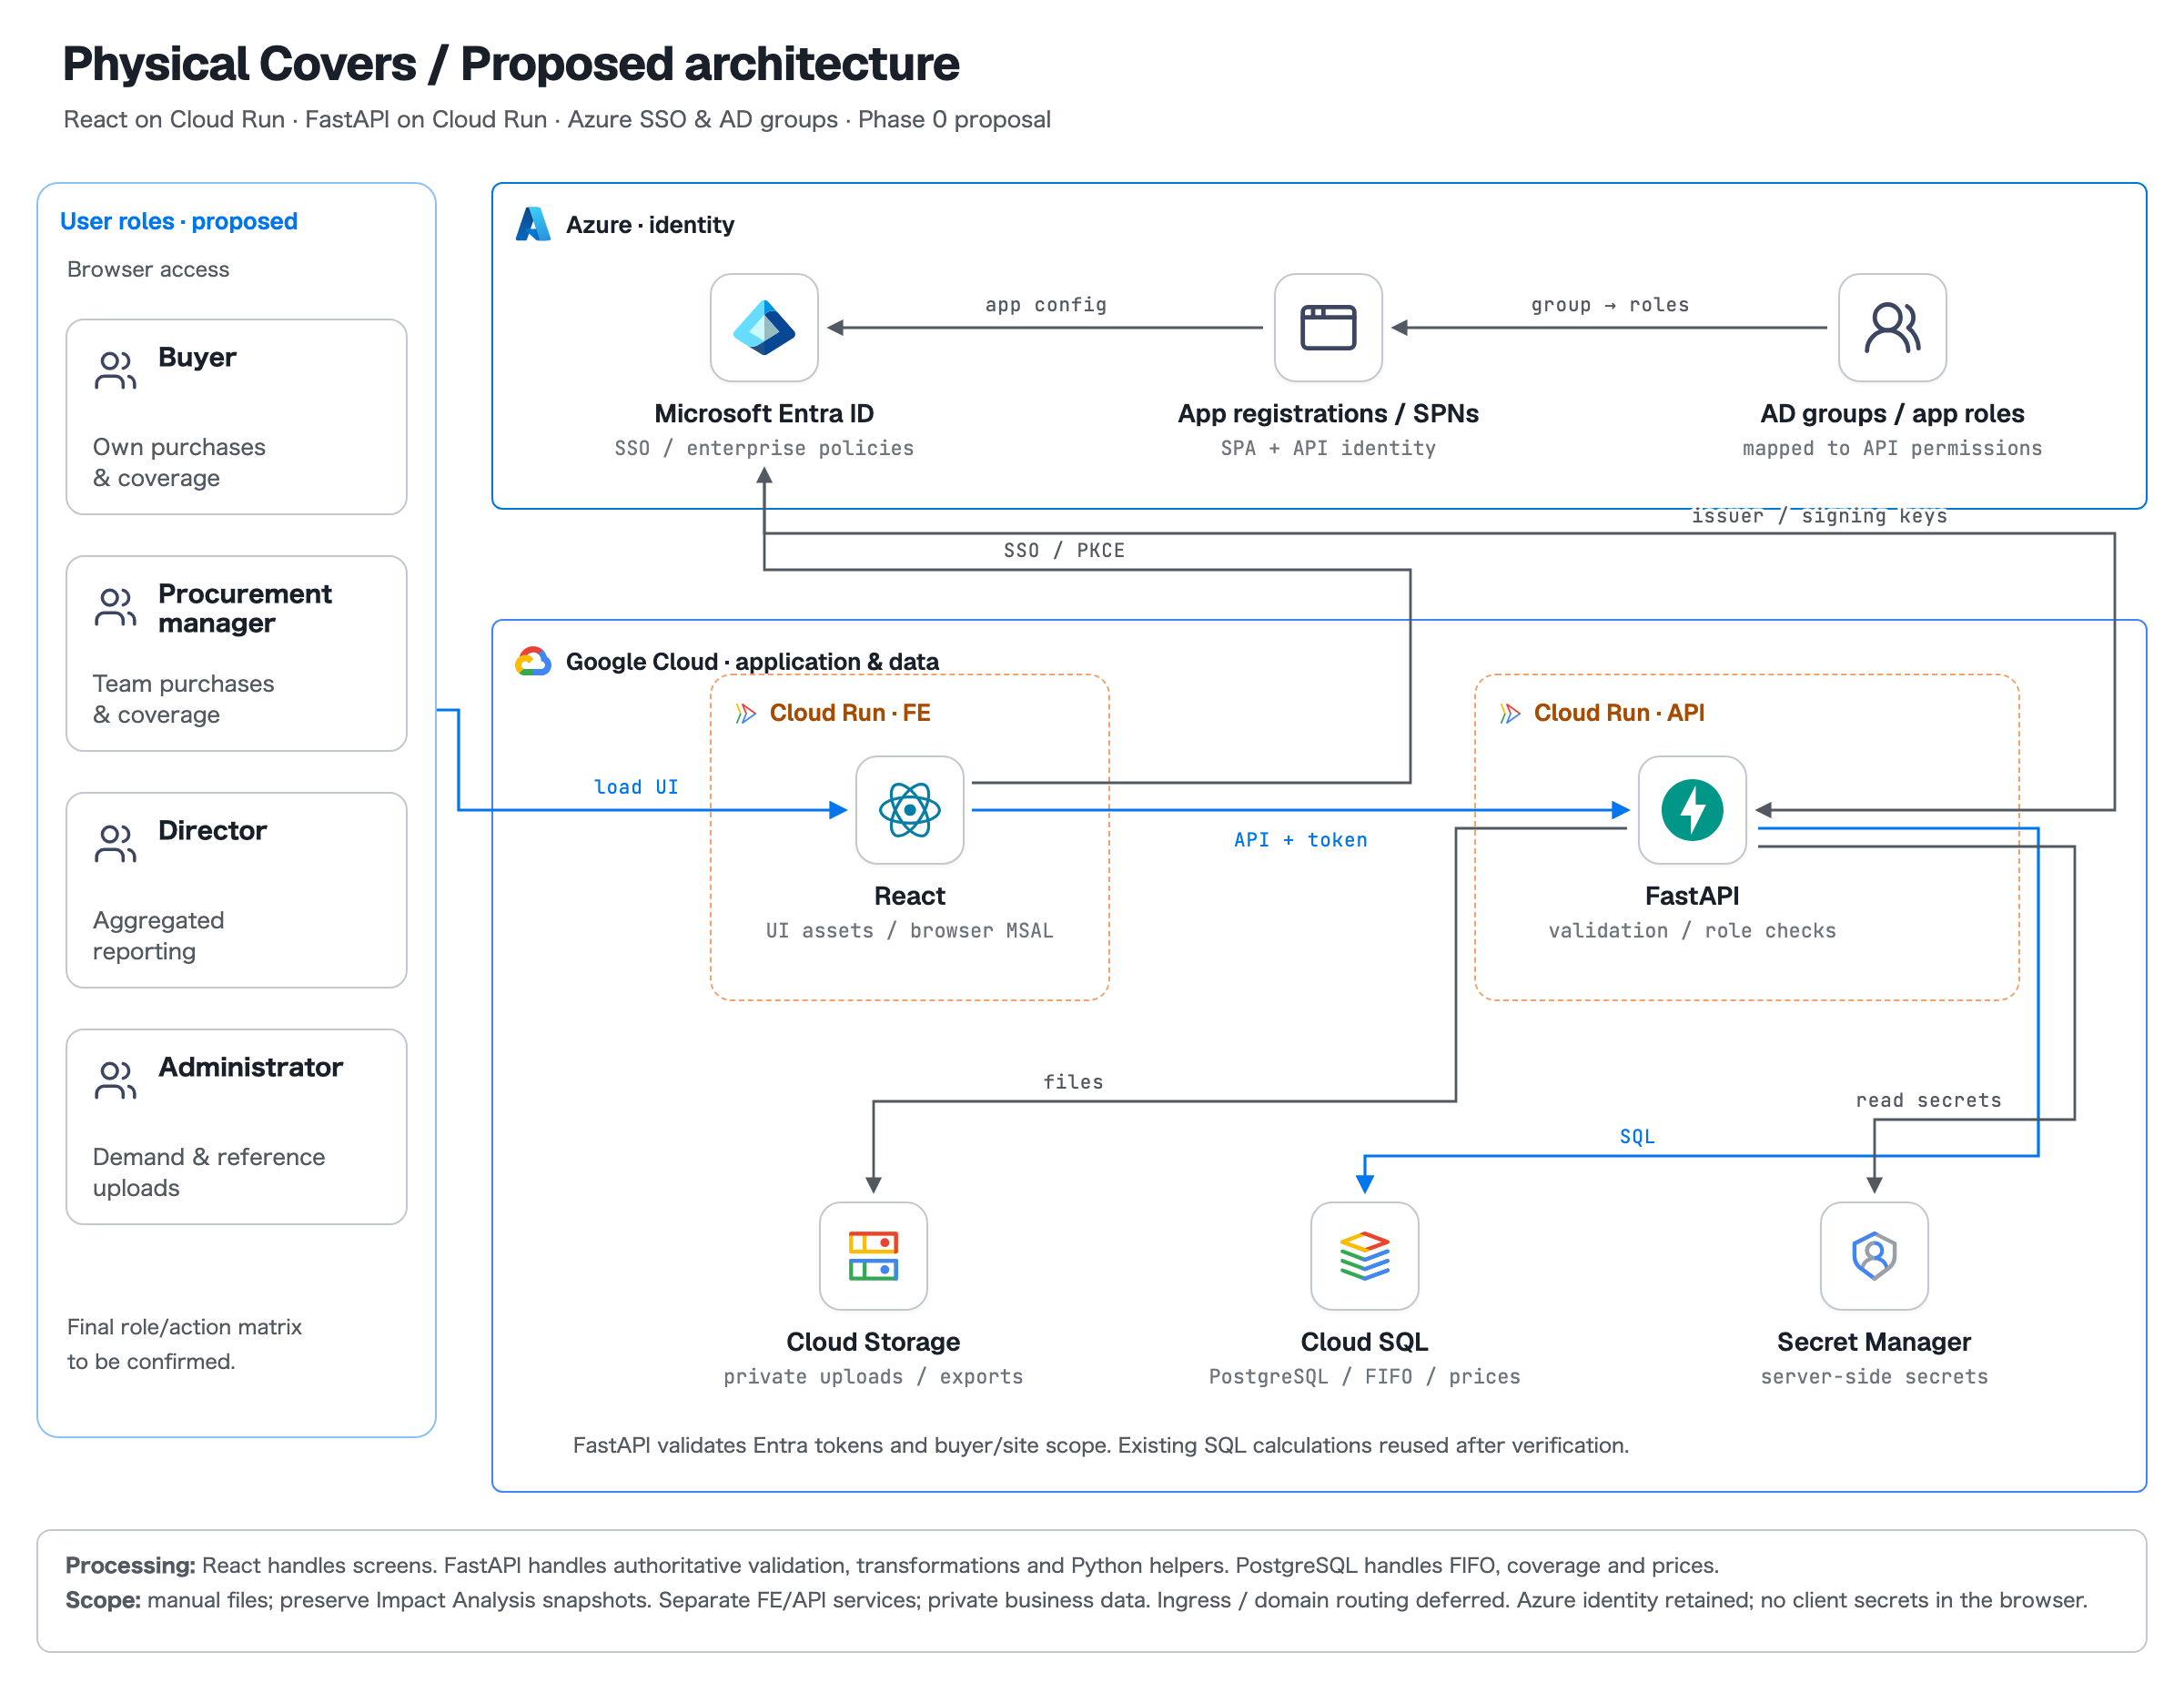 Physical Covers / Proposed architecture
React on Cloud Run · FastAPI on Cloud Run · Azure SSO & AD groups · Phase 0 proposal
User roles · proposed
Browser access
Buyer
Own purchases
& coverage
Procurement
manager
Team purchases
& coverage
Director
Aggregated
reporting
Administrator
Demand & reference
uploads
Final role/action matrix
to be confirmed.
Azure · identity
app config
group → roles
Microsoft Entra ID
SSO / enterprise policies
App registrations / SPNs
SPA + API identity
AD groups / app roles
mapped to API permissions
issuer / signing keys
SSO / PKCE
Google Cloud · application & data
Cloud Run · FE
Cloud Run · API
load UI
API + token
React
UI assets / browser MSAL
FastAPI
validation / role checks
files
read secrets
SQL
Cloud Storage
private uploads / exports
Cloud SQL
PostgreSQL / FIFO / prices
Secret Manager
server-side secrets
FastAPI validates Entra tokens and buyer/site scope. Existing SQL calculations reused after verification.
Processing: React handles screens. FastAPI handles authoritative validation, transformations and Python helpers. PostgreSQL handles FIFO, coverage and prices.
Scope: manual files; preserve Impact Analysis snapshots. Separate FE/API services; private business data. Ingress / domain routing deferred. Azure identity retained; no client secrets in the browser.